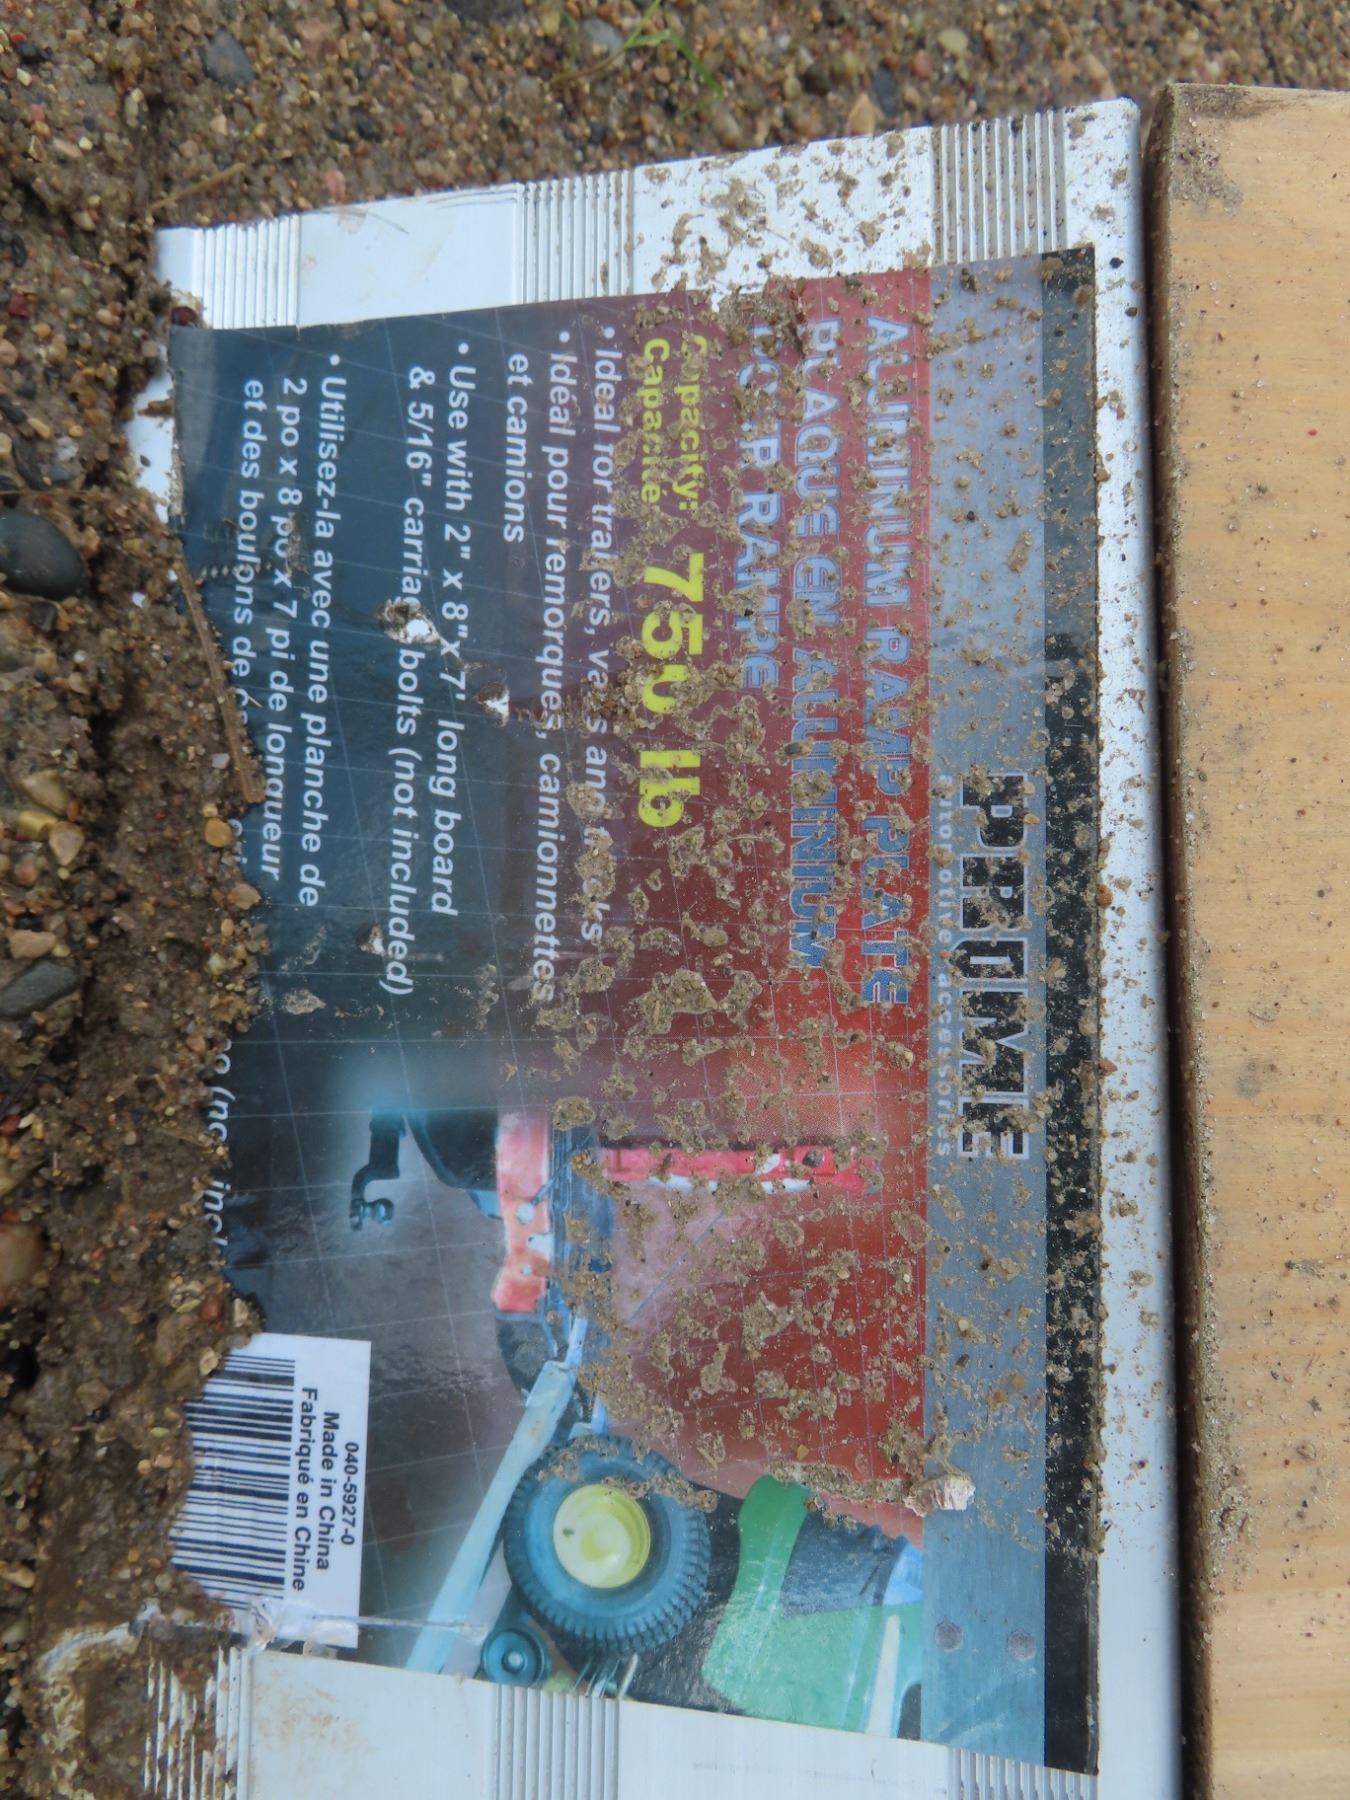 PRIME
automotive accessories
ALUMINUM RAMP PLATE
PLAQUE EN ALUMINIUM
POUR RAMPE
Capacity:
Capacité: 750 lb
• Ideal for trailers, vans and trucks
• Idéal pour remorques, camionnettes
et camions
• Use with 2" x 8" x 7' long board
& 5/16" carriage bolts (not included)
• Utilisez-la avec une planche de
2 po x 8 po x 7 pi de longueur
et des boulons de
po (no incl
040-5927-0
Made in China
Fabriqué en Chine